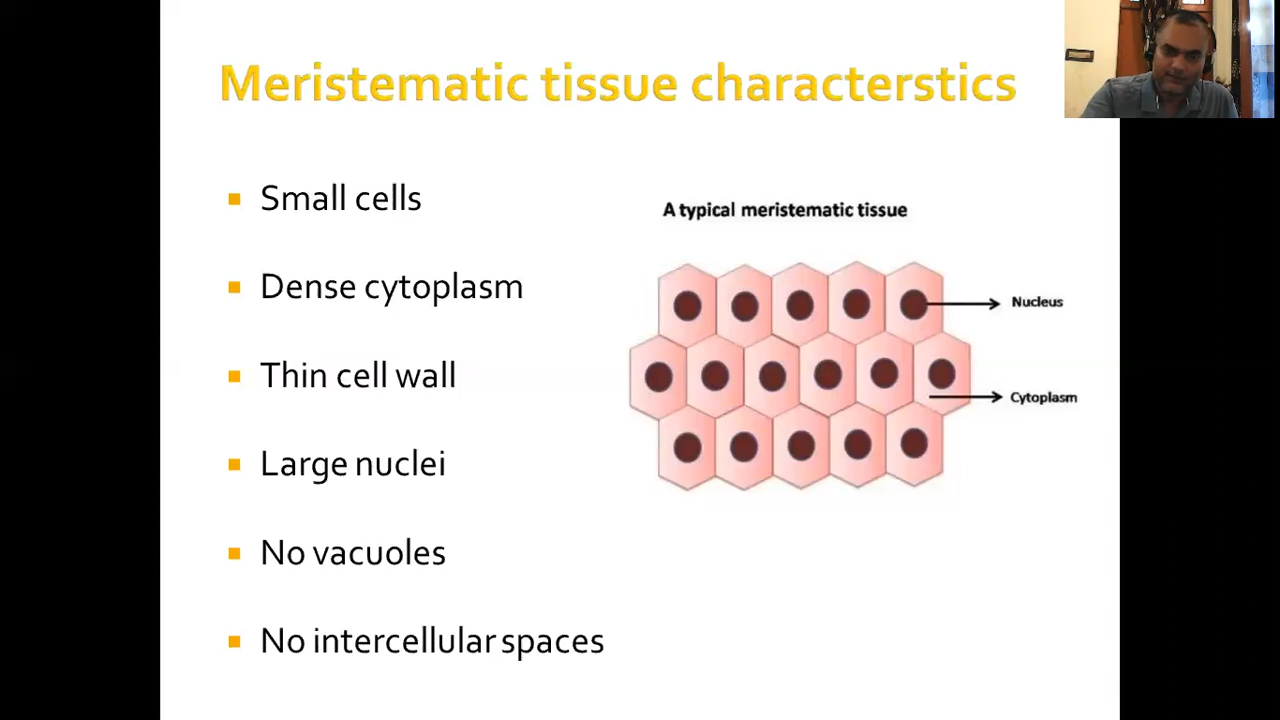 Meristematic tissue characterstics
Small cells
Dense cytoplasm
Thin cell wall
Large nuclei
No vacuoles
No intercellular spaces
A typical meristematic tissue
Nucleus
Cytoplasm